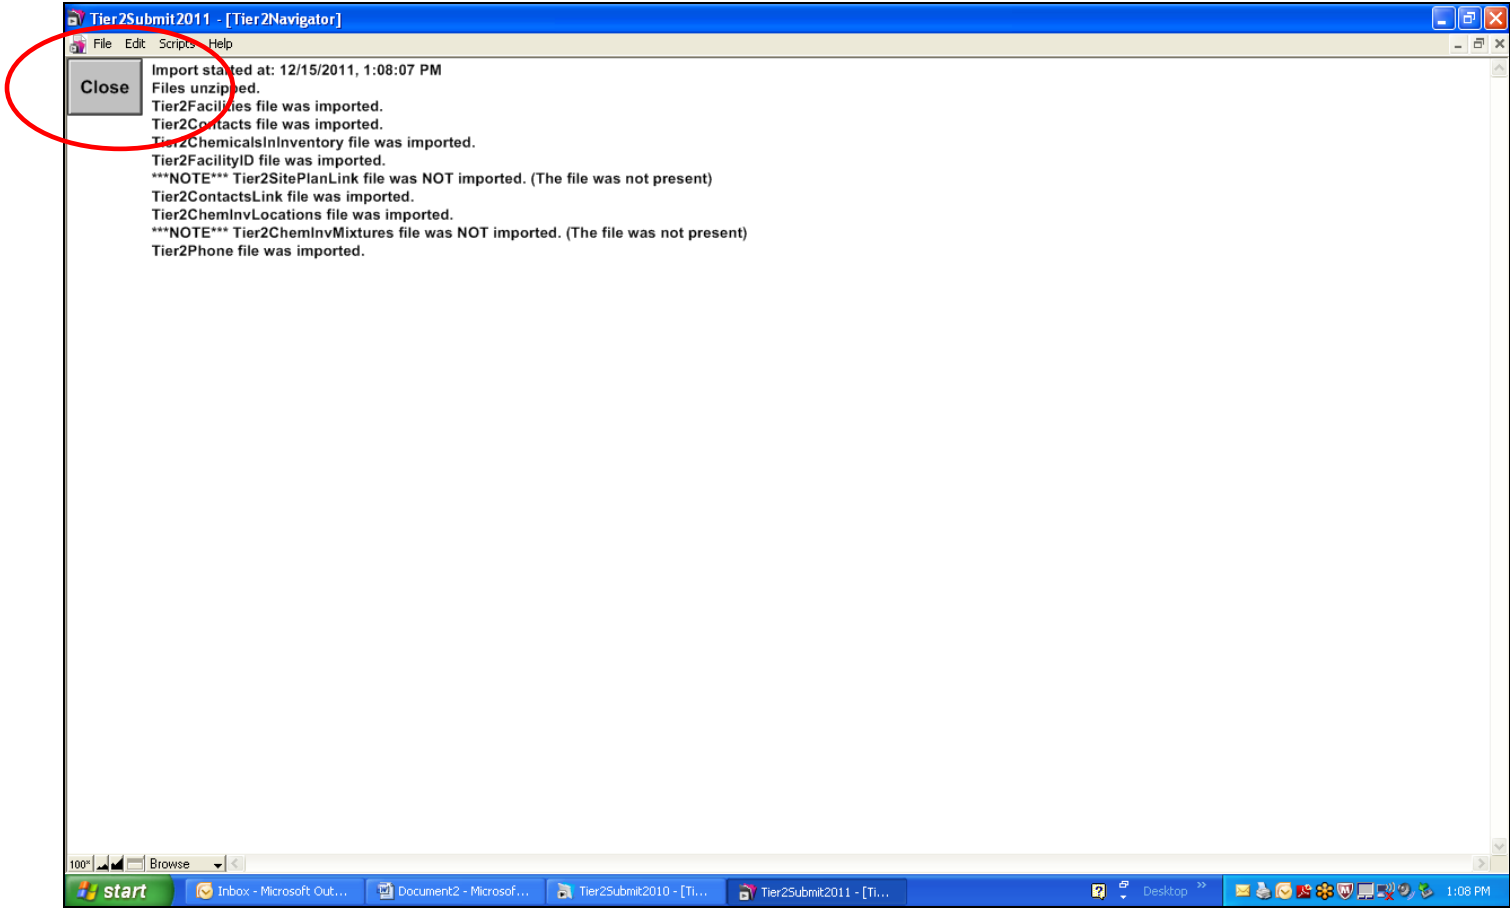 Tier2Submit2011 - [Tier2Navigator]
File Edit Scripts Help
Close
Import started at: 12/15/2011, 1:08:07 PM
Files unzipped.
Tier2Facilities file was imported.
Tier2Contacts file was imported.
Tier2ChemicalsInInventory file was imported.
Tier2FacilityID file was imported.
***NOTE*** Tier2SitePlanLink file was NOT imported. (The file was not present)
Tier2ContactsLink file was imported.
Tier2ChemInvLocations file was imported.
***NOTE*** Tier2ChemInvMixtures file was NOT imported. (The file was not present)
Tier2Phone file was imported.
100 Browse
start Inbox - Microsoft Out... Document2 - Microsof... Tier2Submit2010 - [Ti... Tier2Submit2011 - [Ti... Desktop » 1:08 PM